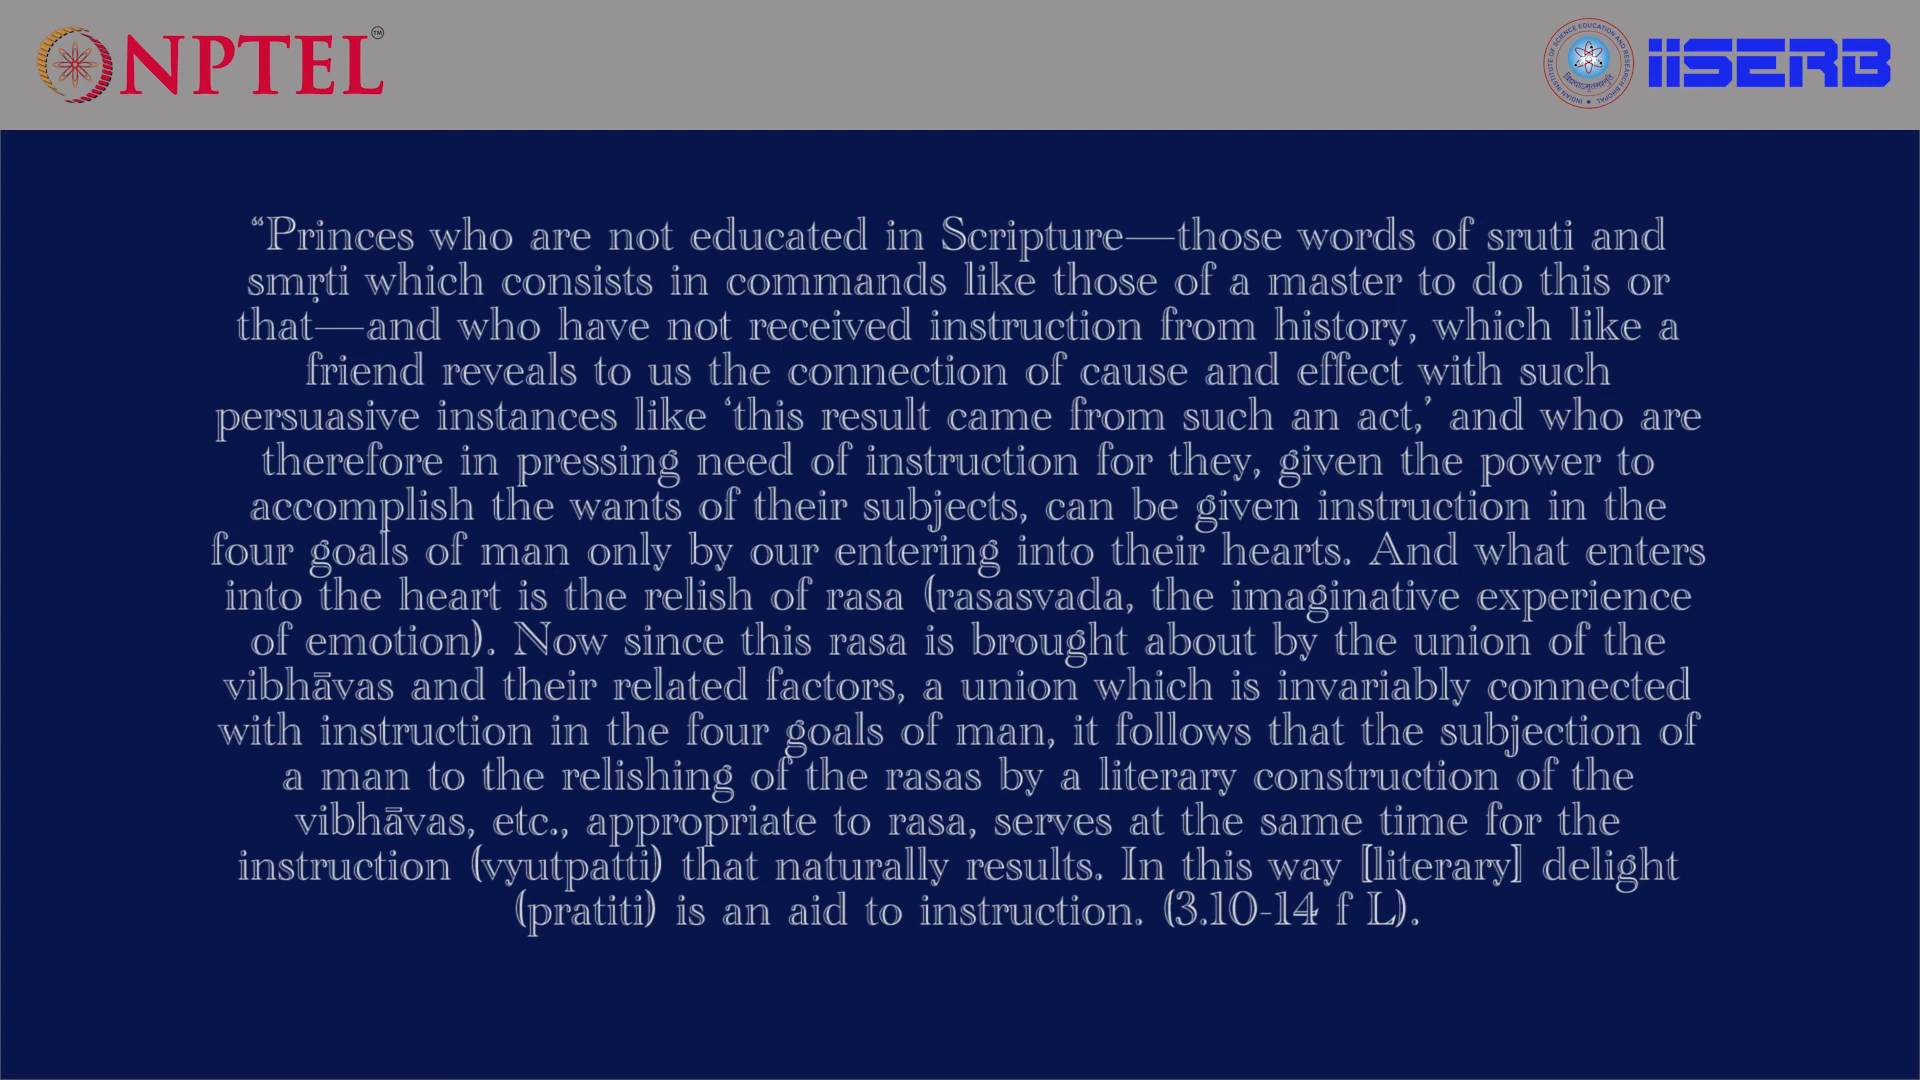 NPTEL™
INDIAN INSTITUTE OF SCIENCE EDUCATION AND RESEARCH BHOPAL
iiSERB
“Princes who are not educated in Scripture—those words of sruti and
smṛti which consists in commands like those of a master to do this or
that—and who have not received instruction from history, which like a
friend reveals to us the connection of cause and effect with such
persuasive instances like ‘this result came from such an act,’ and who are
therefore in pressing need of instruction for they, given the power to
accomplish the wants of their subjects, can be given instruction in the
four goals of man only by our entering into their hearts. And what enters
into the heart is the relish of rasa (rasasvada, the imaginative experience
of emotion). Now since this rasa is brought about by the union of the
vibhāvas and their related factors, a union which is invariably connected
with instruction in the four goals of man, it follows that the subjection of
a man to the relishing of the rasas by a literary construction of the
vibhāvas, etc., appropriate to rasa, serves at the same time for the
instruction (vyutpatti) that naturally results. In this way [literary] delight
(pratiti) is an aid to instruction. (3.10-14 f L).